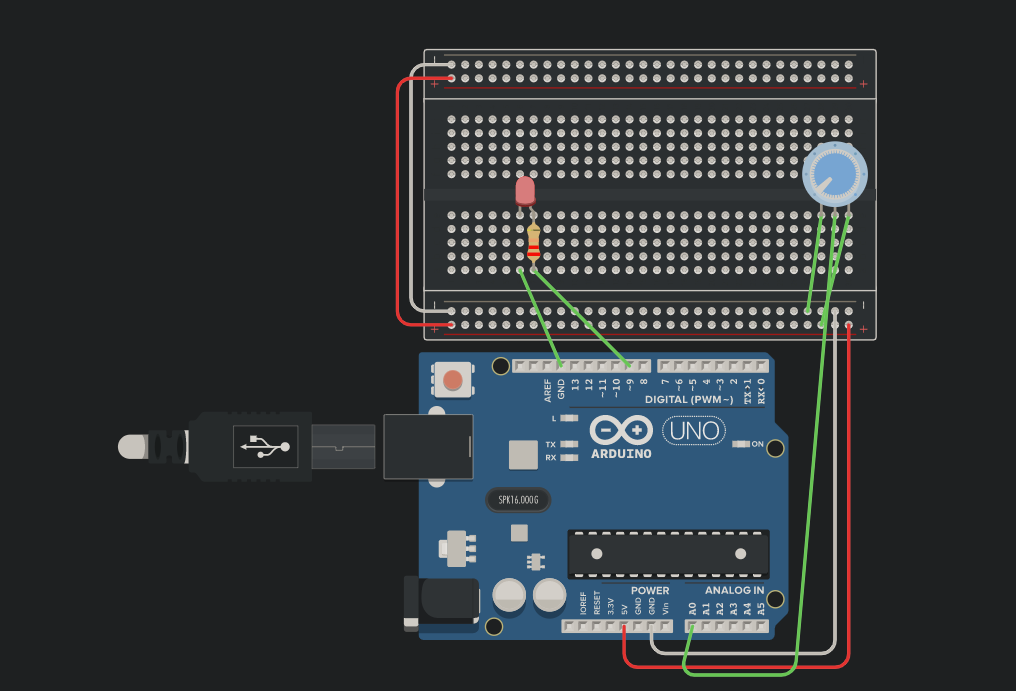 − −
+ +
− −
+ +
AREF
GND
13
12
~11
~10
~9
8
7
~6
~5
4
~3
2
TX>1
RX<0
DIGITAL (PWM~)
L
TX
RX
UNO
ON
ARDUINO
SPK16.000G
POWER
ANALOG IN
IOREF
RESET
3.3V
5V
GND
GND
Vin
A0
A1
A2
A3
A4
A5